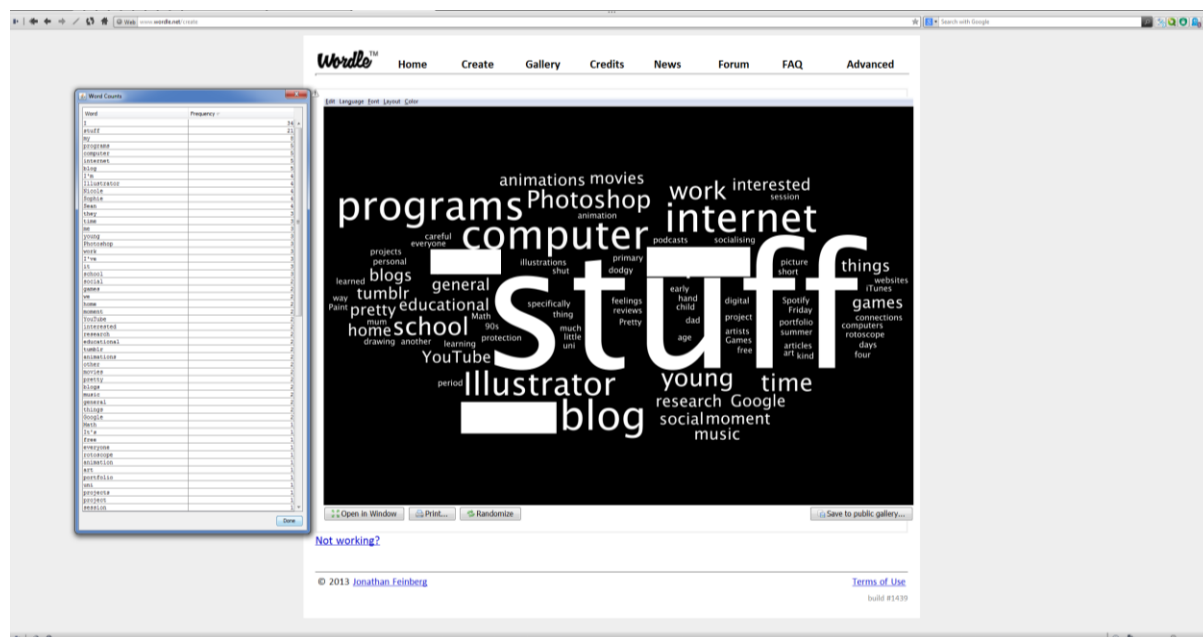 Web www.wordle.net/create
Search with Google
Wordle™
Home Create Gallery Credits News Forum FAQ Advanced
Word Counts
Word Frequency
I
stuff 21
my
programs
computer
internet
blog
I'm
Illustrator
Nicole
Sophie
Sean
they
time
me
young
Photoshop
work
I've
it
school
social
games
we
home
moment
YouTube
interested
research
educational
tumblr
animations
other
movies
pretty
blogs
music
general
things
Google
Math
It's
free
everyone
rotoscope
animation
art
portfolio
uni
projects
project
session
Done
Edit Language Font Layout Color
animations movies
work interested
session
programs Photoshop
animation
internet
careful
everyone
computer
podcasts socialising
projects
personal
illustrations
shut
primary
dodgy
picture
short
things
learned blogs
general
stuff
websites
iTunes
way
Paint
tumblr
pretty educational
specifically
thing
feelings
reviews
Pretty
early
hand
child
digital
Spotify
Friday
games
connections
computers
mum
home school
Math
90s
much
little
uni
dad
project
artists
Games
free
portfolio
summer
rotoscope
drawing another learning protection
age
articles
art kind
days
four
YouTube
period Illustrator
young time
research Google
blog
social moment
music
Open in Window Print... Randomize Save to public gallery...
Not working?
© 2013 Jonathan Feinberg Terms of Use
build #1439